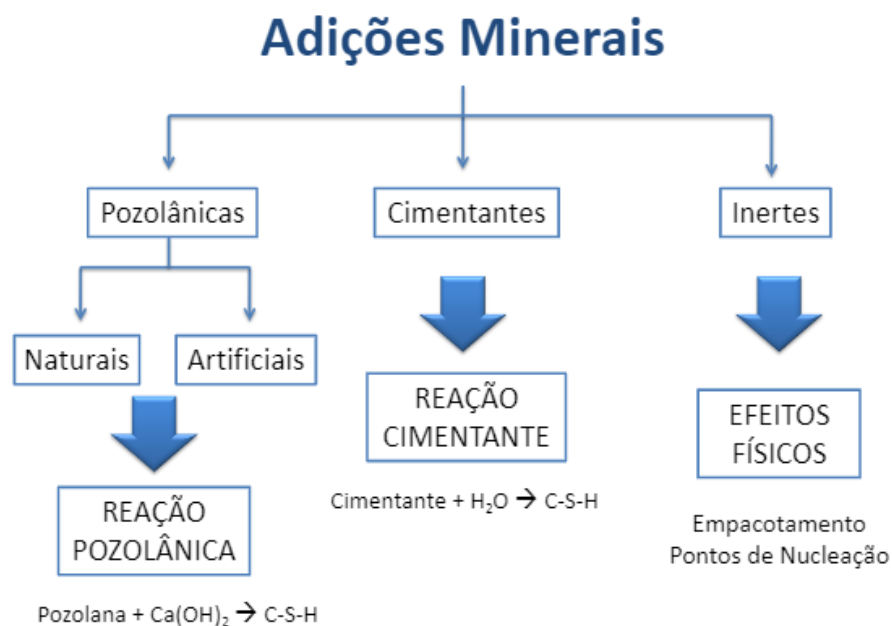 Adições Minerais
Pozolânicas
Cimentantes
Inertes
Naturais
Artificiais
REAÇÃO
POZOLÂNICA
Pozolana + Ca(OH)₂ → C-S-H
REAÇÃO
CIMENTANTE
Cimentante + H₂O → C-S-H
EFEITOS
FÍSICOS
Empacotamento
Pontos de Nucleação